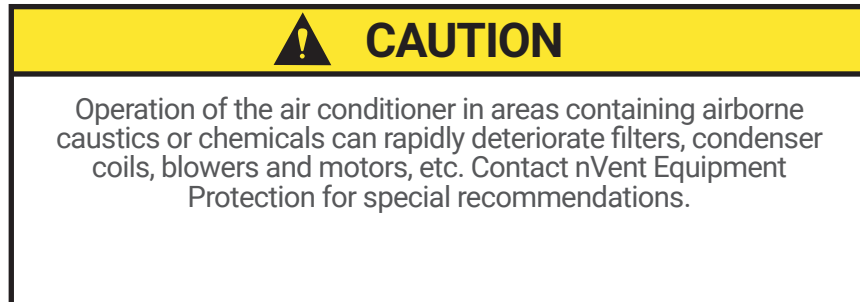 CAUTION
Operation of the air conditioner in areas containing airborne
caustics or chemicals can rapidly deteriorate filters, condenser
coils, blowers and motors, etc. Contact nVent Equipment
Protection for special recommendations.